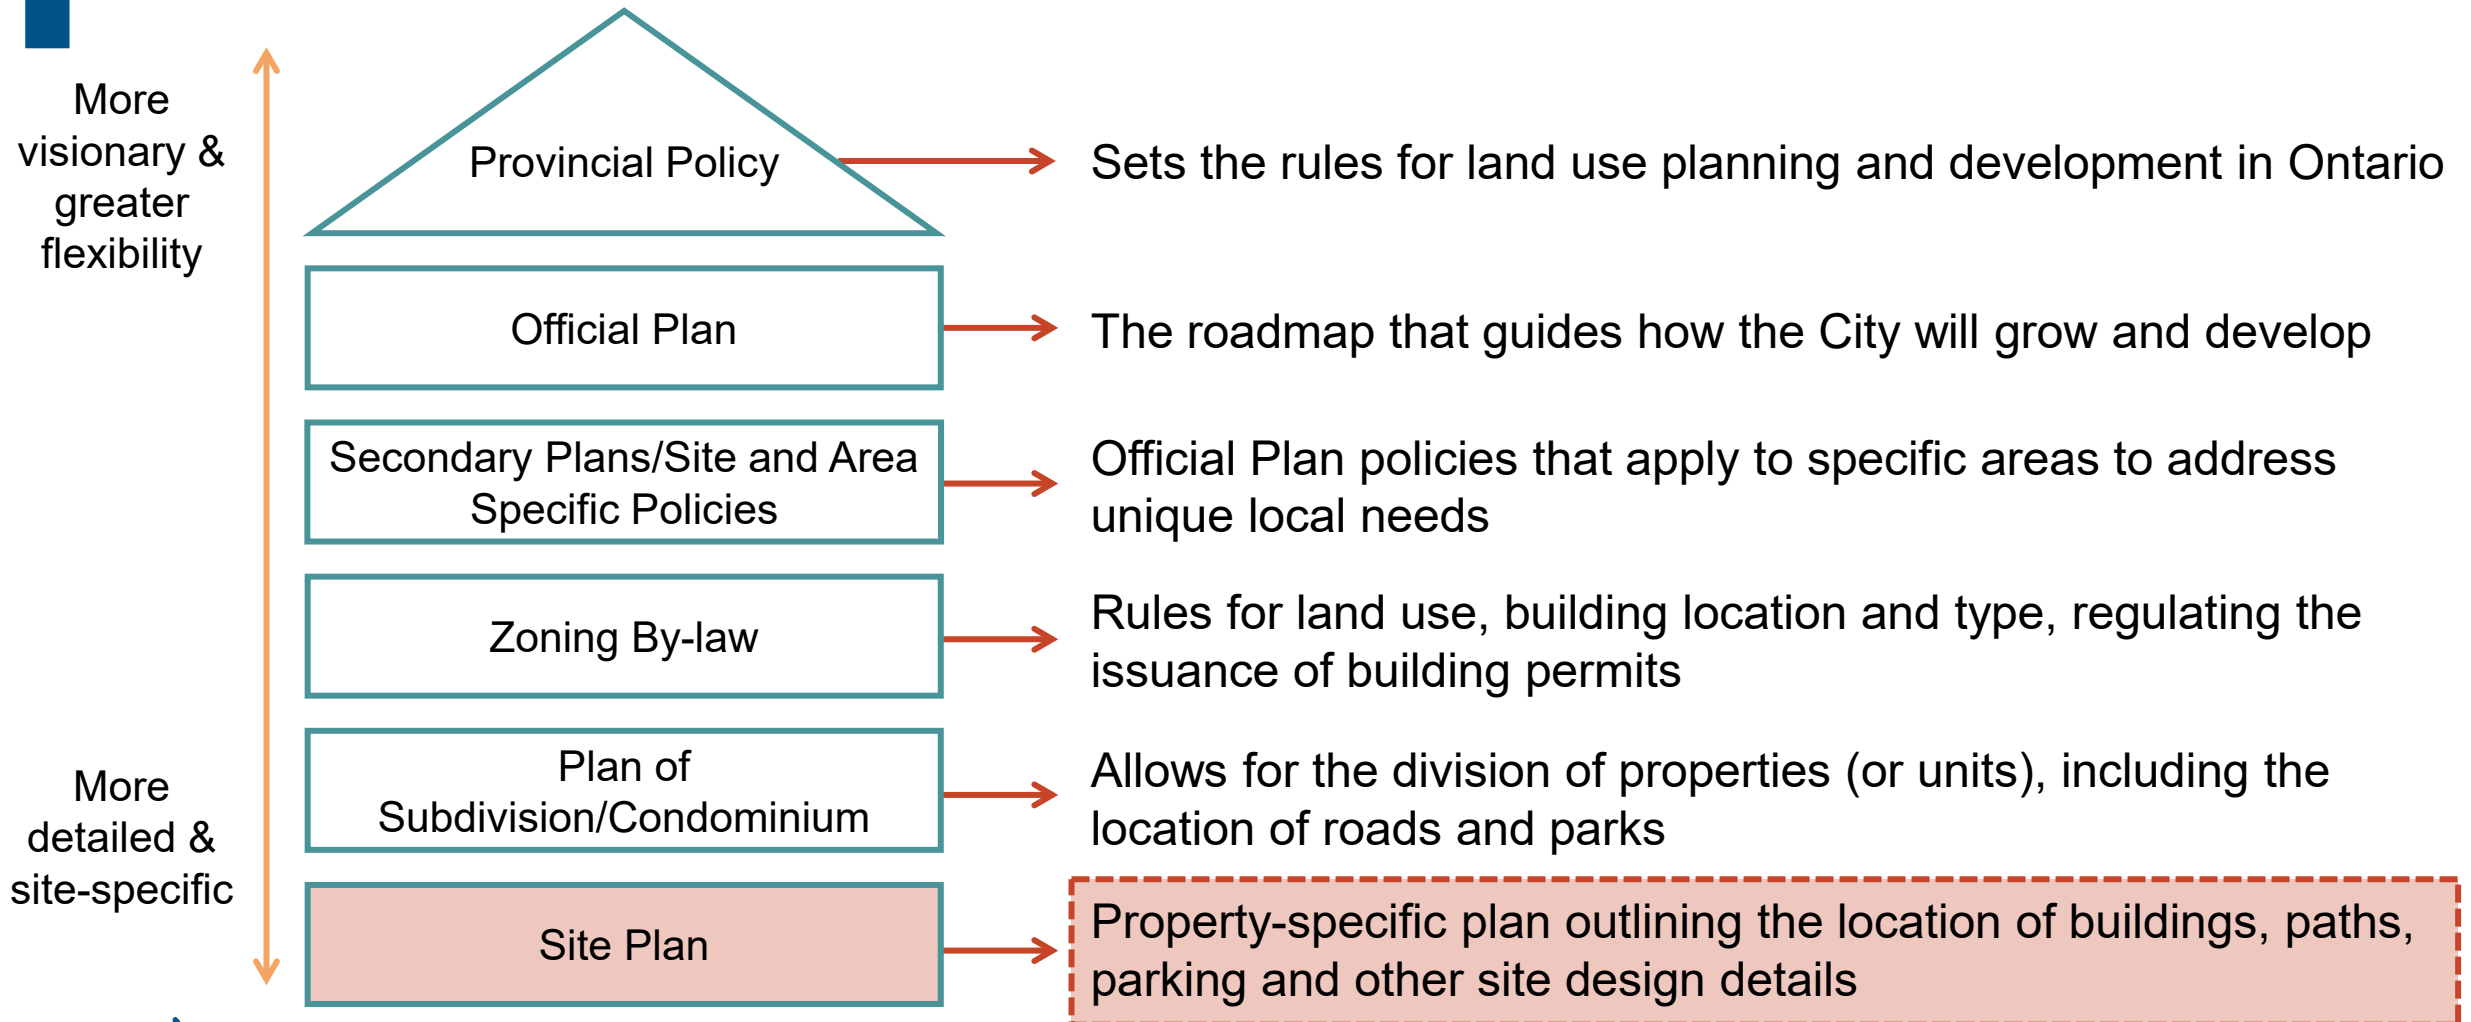 More
visionary &
greater
flexibility
Provincial Policy
Sets the rules for land use planning and development in Ontario
Official Plan
The roadmap that guides how the City will grow and develop
Secondary Plans/Site and Area
Specific Policies
Official Plan policies that apply to specific areas to address
unique local needs
Zoning By-law
Rules for land use, building location and type, regulating the
issuance of building permits
More
detailed &
site-specific
Plan of
Subdivision/Condominium
Allows for the division of properties (or units), including the
location of roads and parks
Site Plan
Property-specific plan outlining the location of buildings, paths,
parking and other site design details